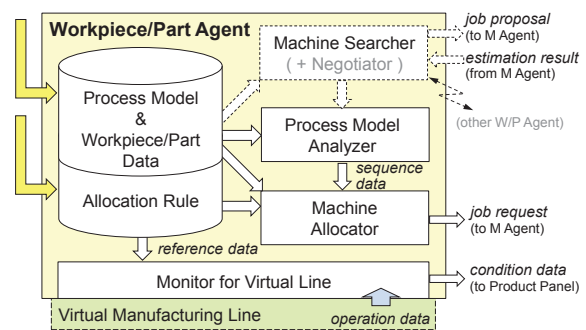 Workpiece/Part Agent
Machine Searcher
( + Negotiator )
job proposal
(to M Agent)
estimation result
(from M Agent)
(other W/P Agent)
Process Model
&
Workpiece/Part
Data
Process Model
Analyzer
sequence
data
Allocation Rule
Machine
Allocator
job request
(to M Agent)
reference data
Monitor for Virtual Line
condition data
(to Product Panel)
Virtual Manufacturing Line
operation data